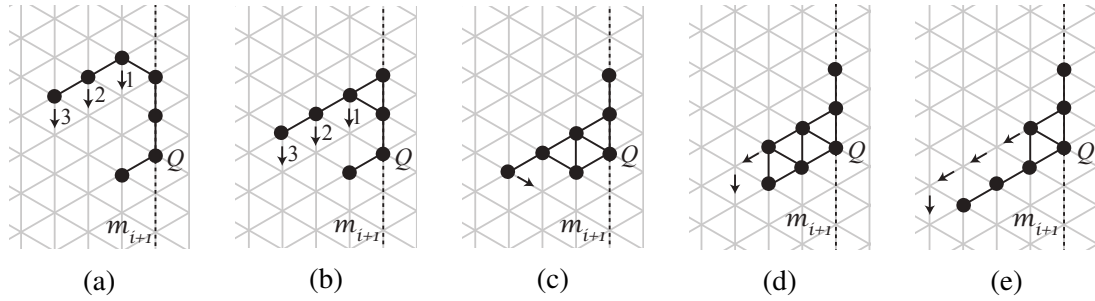 1
2
3
Q
m_{i+1}
1
2
3
Q
m_{i+1}
Q
m_{i+1}
Q
m_{i+1}
Q
m_{i+1}
(a) (b) (c) (d) (e)